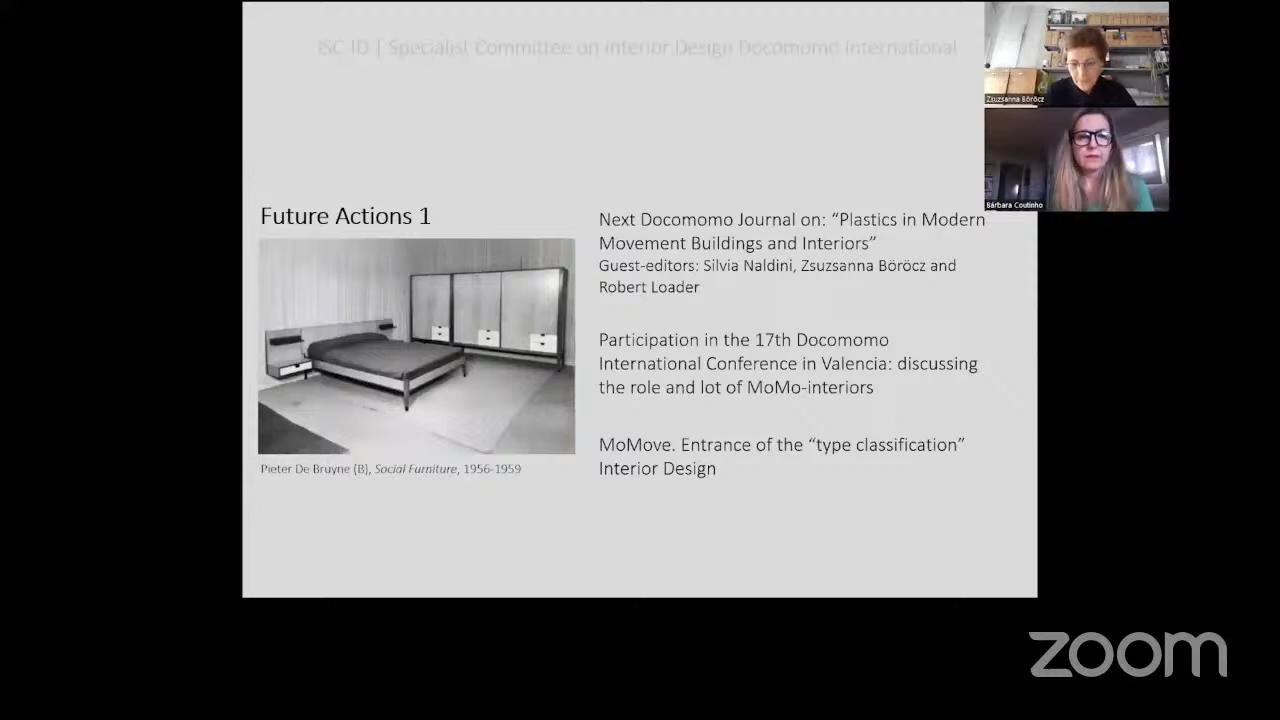 ISC-ID | Specialist Committee on Interior Design Docomomo International
Zsuzsanna Böröcz
Bárbara Coutinho
Future Actions 1
Pieter De Bruyne (B), Social Furniture, 1956-1959
Next Docomomo Journal on: “Plastics in Modern
Movement Buildings and Interiors”
Guest-editors: Silvia Naldini, Zsuzsanna Böröcz and
Robert Loader
Participation in the 17th Docomomo
International Conference in Valencia: discussing
the role and lot of MoMo-interiors
MoMove. Entrance of the “type classification”
Interior Design
zoom